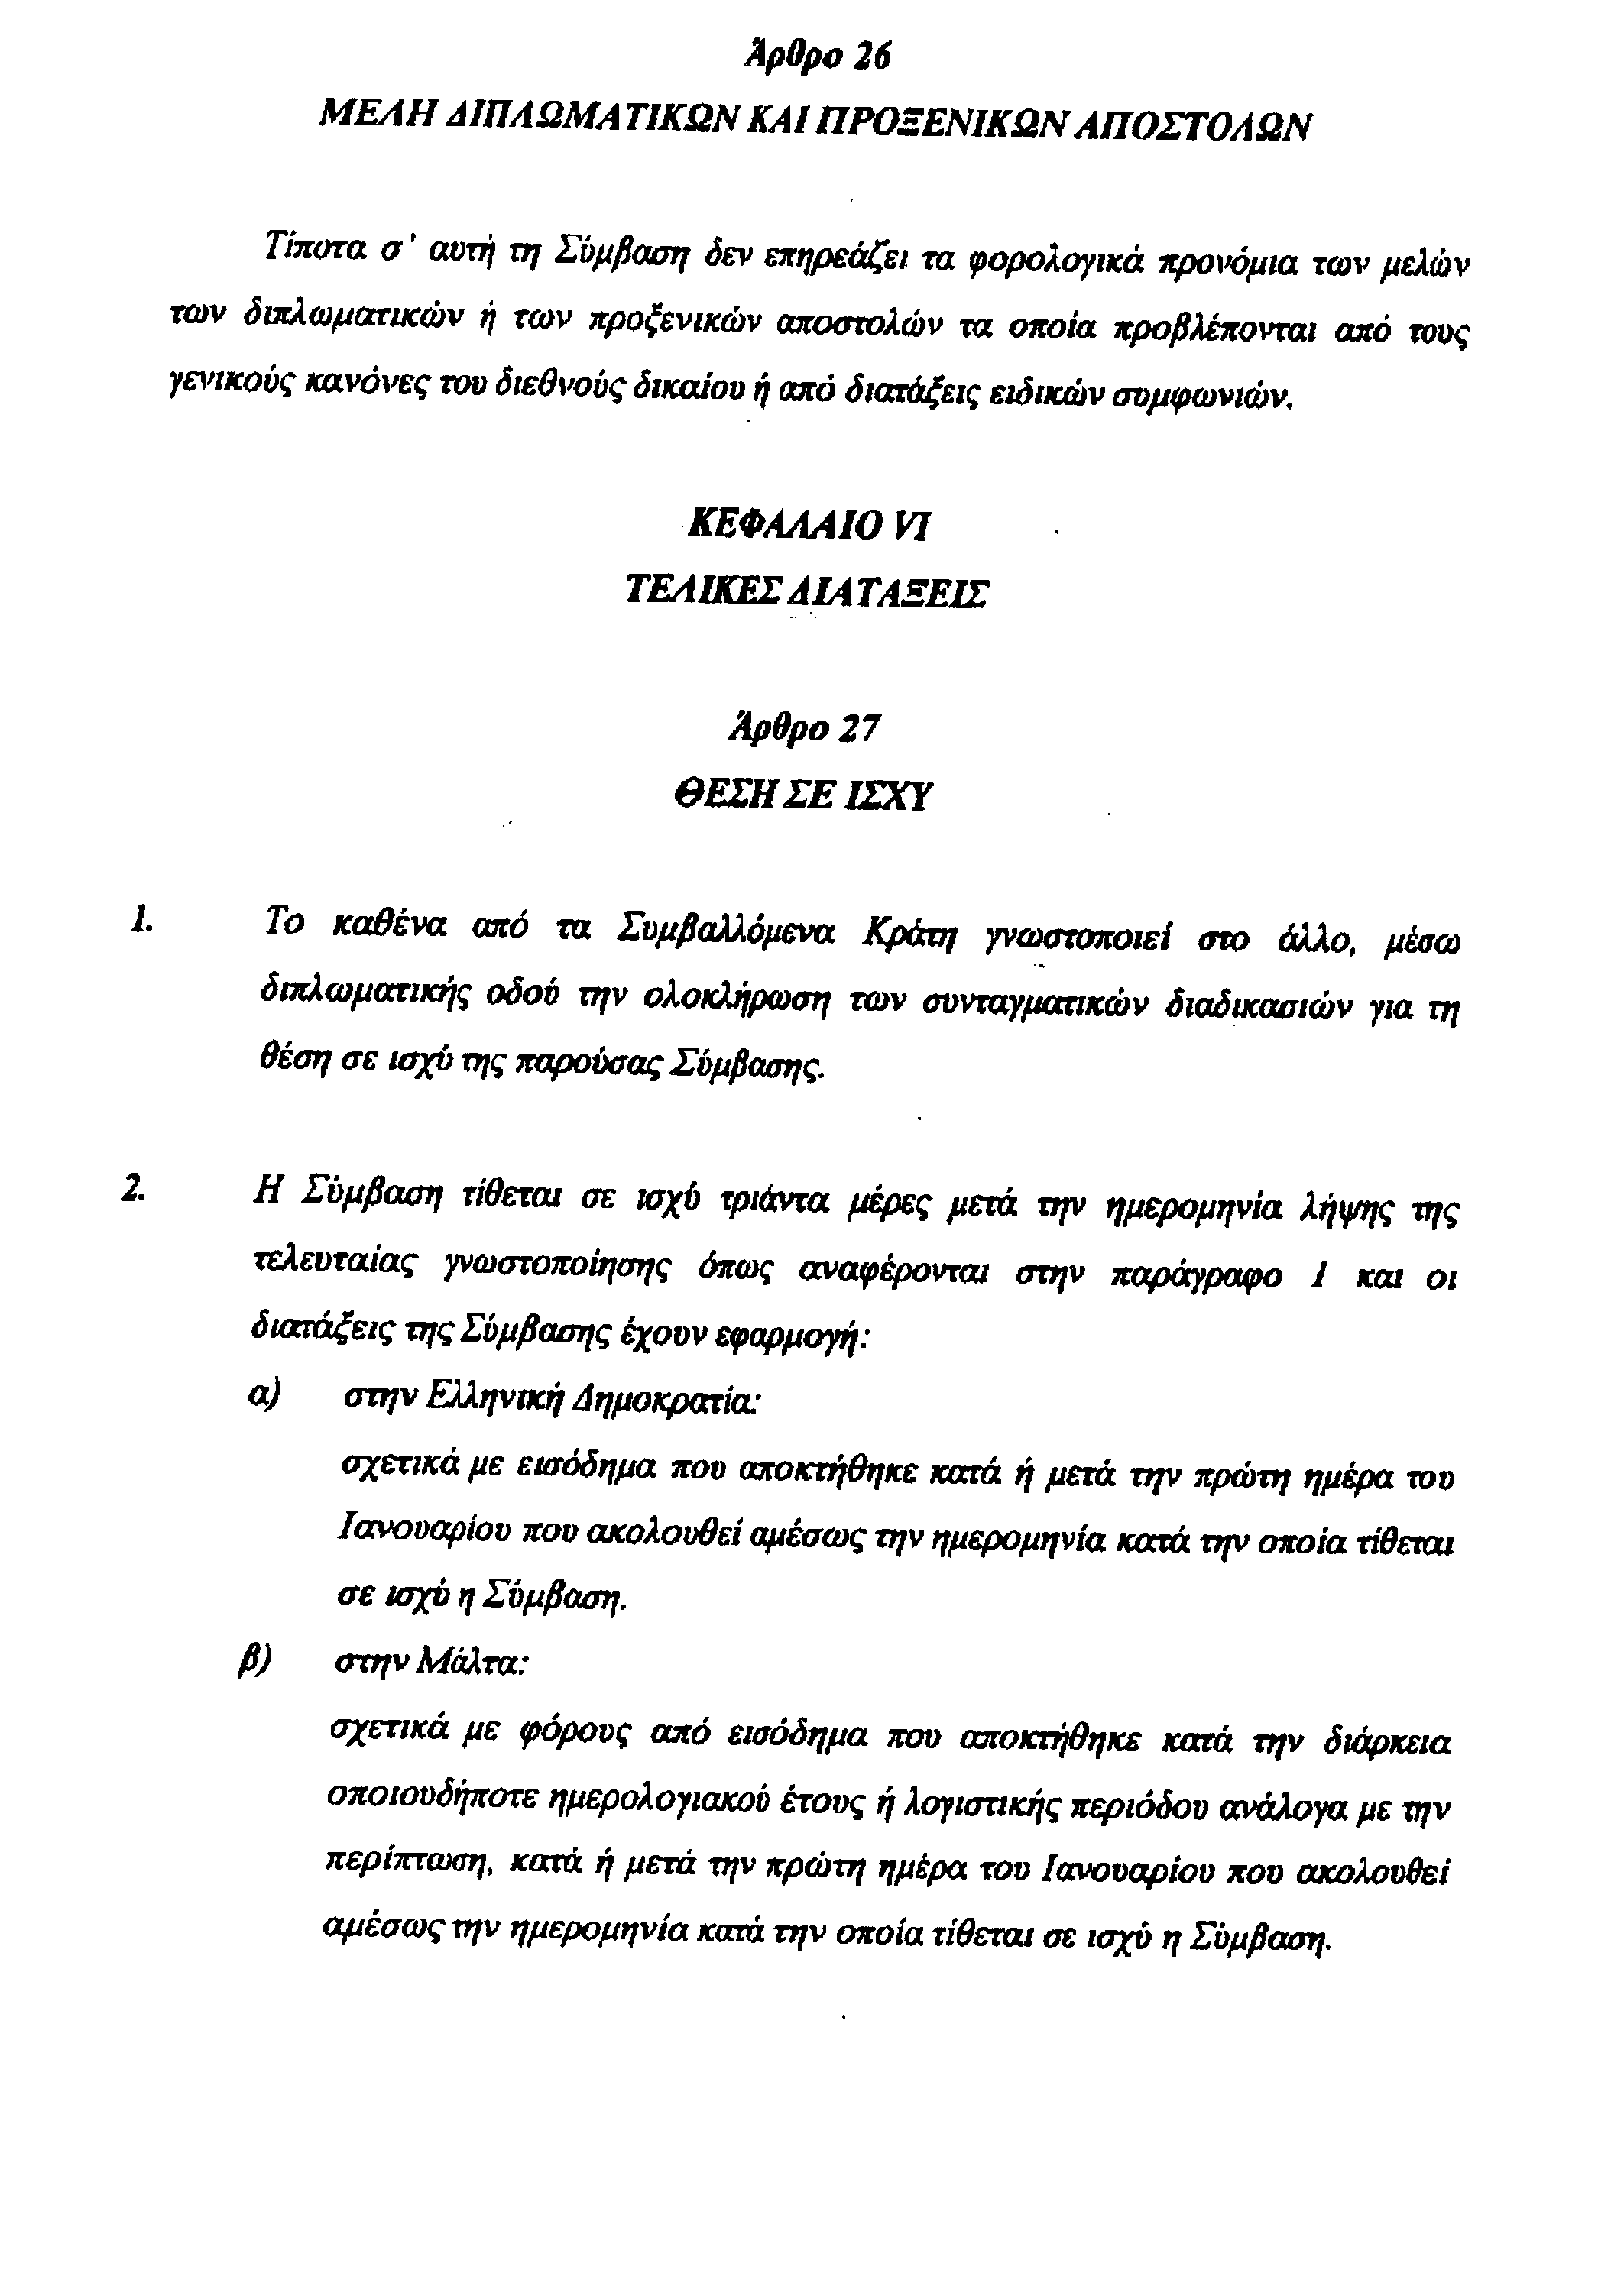 Άρθρο 26
ΜΕΛΗ ΔΙΠΛΩΜΑΤΙΚΩΝ ΚΑΙ ΠΡΟΞΕΝΙΚΩΝ ΑΠΟΣΤΟΛΩΝ
Τίποτα σ' αυτή τη Σύμβαση δεν επηρεάζει τα φορολογικά προνόμια των μελών
των διπλωματικών ή των προξενικών αποστολών τα οποία προβλέπονται από τους
γενικούς κανόνες του διεθνούς δικαίου ή από διατάξεις ειδικών συμφωνιών.
ΚΕΦΑΛΑΙΟ VI
ΤΕΛΙΚΕΣ ΔΙΑΤΑΞΕΙΣ
Άρθρο 27
ΘΕΣΗ ΣΕ ΙΣΧΥ
1. Το καθένα από τα Συμβαλλόμενα Κράτη γνωστοποιεί στο άλλο, μέσω
διπλωματικής οδού την ολοκλήρωση των συνταγματικών διαδικασιών για τη
θέση σε ισχύ της παρούσας Σύμβασης.
2. Η Σύμβαση τίθεται σε ισχύ τριάντα μέρες μετά την ημερομηνία λήψης της
τελευταίας γνωστοποίησης όπως αναφέρονται στην παράγραφο 1 και οι
διατάξεις της Σύμβασης έχουν εφαρμογή:
α) στην Ελληνική Δημοκρατία:
σχετικά με εισόδημα που αποκτήθηκε κατά ή μετά την πρώτη ημέρα του
Ιανουαρίου που ακολουθεί αμέσως την ημερομηνία κατά την οποία τίθεται
σε ισχύ η Σύμβαση.
β) στην Μάλτα:
σχετικά με φόρους από εισόδημα που αποκτήθηκε κατά την διάρκεια
οποιουδήποτε ημερολογιακού έτους ή λογιστικής περιόδου ανάλογα με την
περίπτωση, κατά ή μετά την πρώτη ημέρα του Ιανουαρίου που ακολουθεί
αμέσως την ημερομηνία κατά την οποία τίθεται σε ισχύ η Σύμβαση.